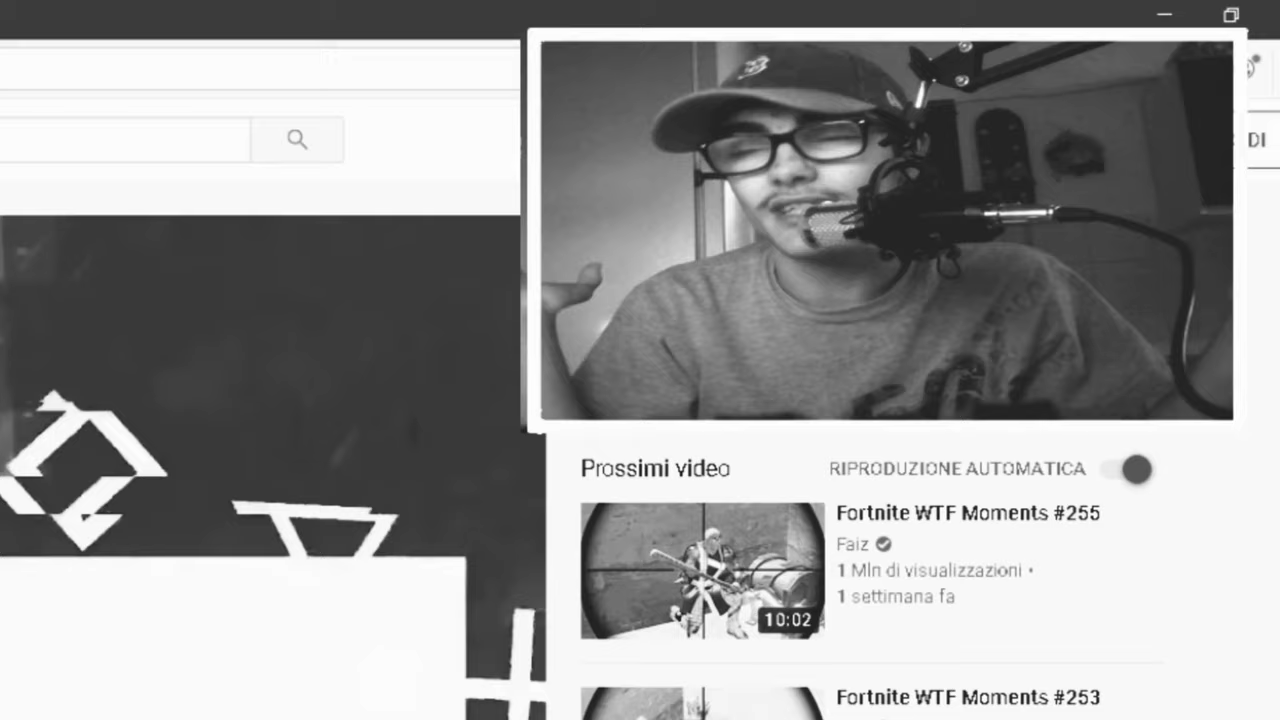 DI
Prossimi video
RIPRODUZIONE AUTOMATICA
Fortnite WTF Moments #255
Faiz
1 Mln di visualizzazioni •
1 settimana fa
10:02
Fortnite WTF Moments #253